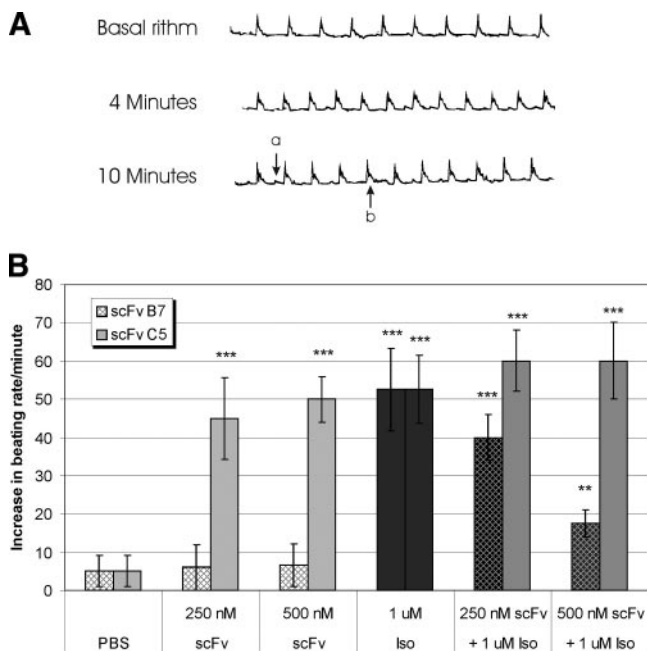 A
Basal rithm
4 Minutes
a
10 Minutes
b
B
80
70
60
50
40
30
20
10
0
Increase in beating rate/minute
scFv B7
scFv C5
***
***
***
***
***
***
***
**
PBS
250 nM
scFv
500 nM
scFv
1 uM
Iso
250 nM scFv
+ 1 uM Iso
500 nM scFv
+ 1 uM Iso